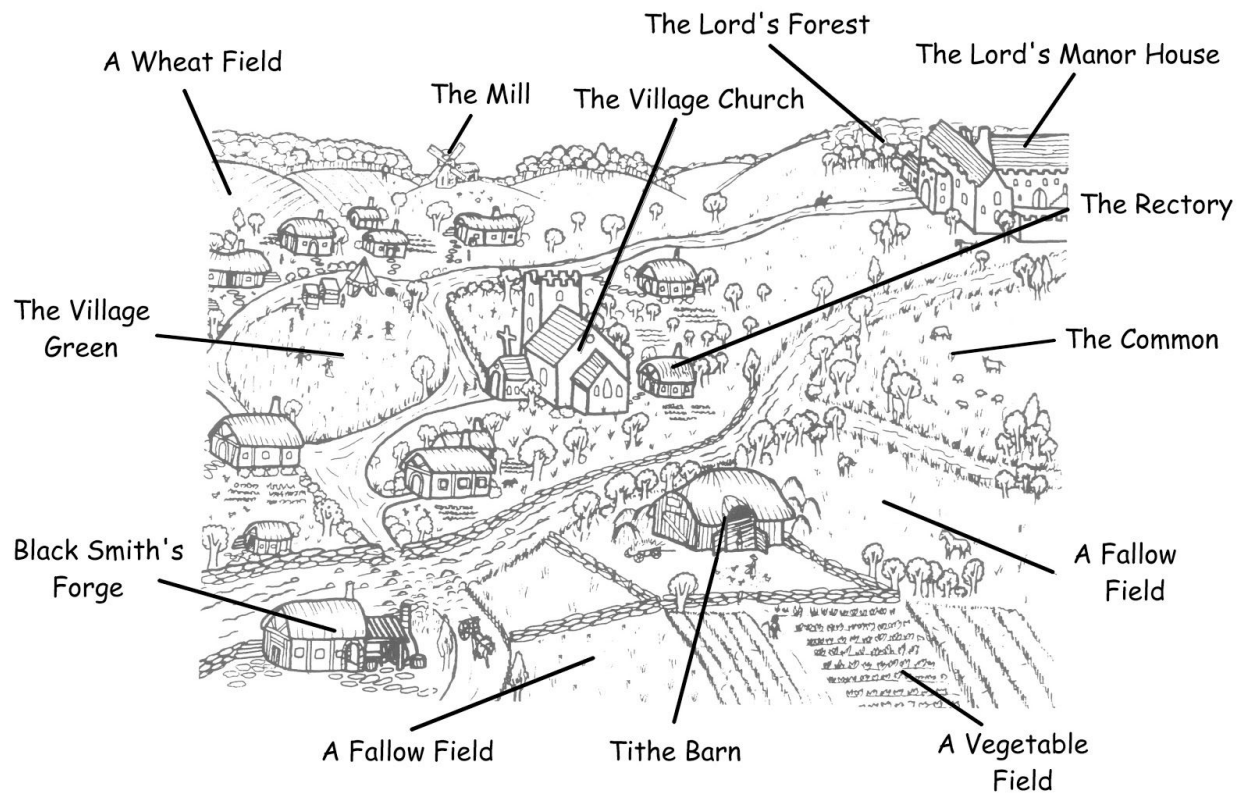 The Lord's Forest
The Lord's Manor House
A Wheat Field
The Mill
The Village Church
The Rectory
The Village
Green
The Common
Black Smith's
Forge
A Fallow
Field
A Fallow Field
Tithe Barn
A Vegetable
Field